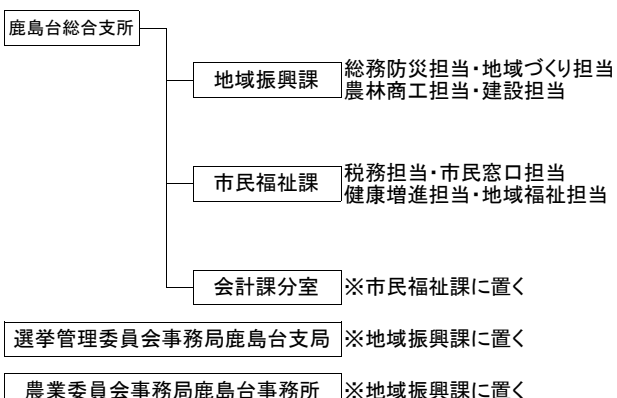 鹿島台総合支所
地域振興課
総務防災担当・地域づくり担当
農林商工担当・建設担当
市民福祉課
税務担当・市民窓口担当
健康増進担当・地域福祉担当
会計課分室
※市民福祉課に置く
選挙管理委員会事務局鹿島台支局
※地域振興課に置く
農業委員会事務局鹿島台事務所
※地域振興課に置く